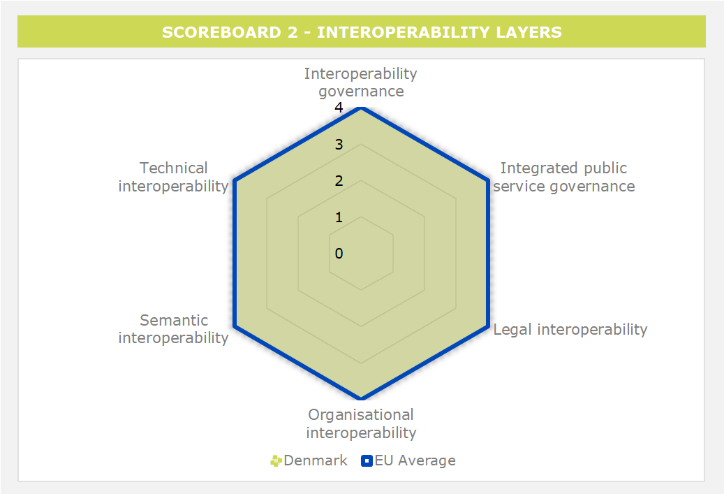 SCOREBOARD 2 - INTEROPERABILITY LAYERS
Interoperability
governance
4
3
2
1
0
Technical
interoperability
Integrated public
service governance
Semantic
interoperability
Legal interoperability
Organisational
interoperability
Denmark EU Average